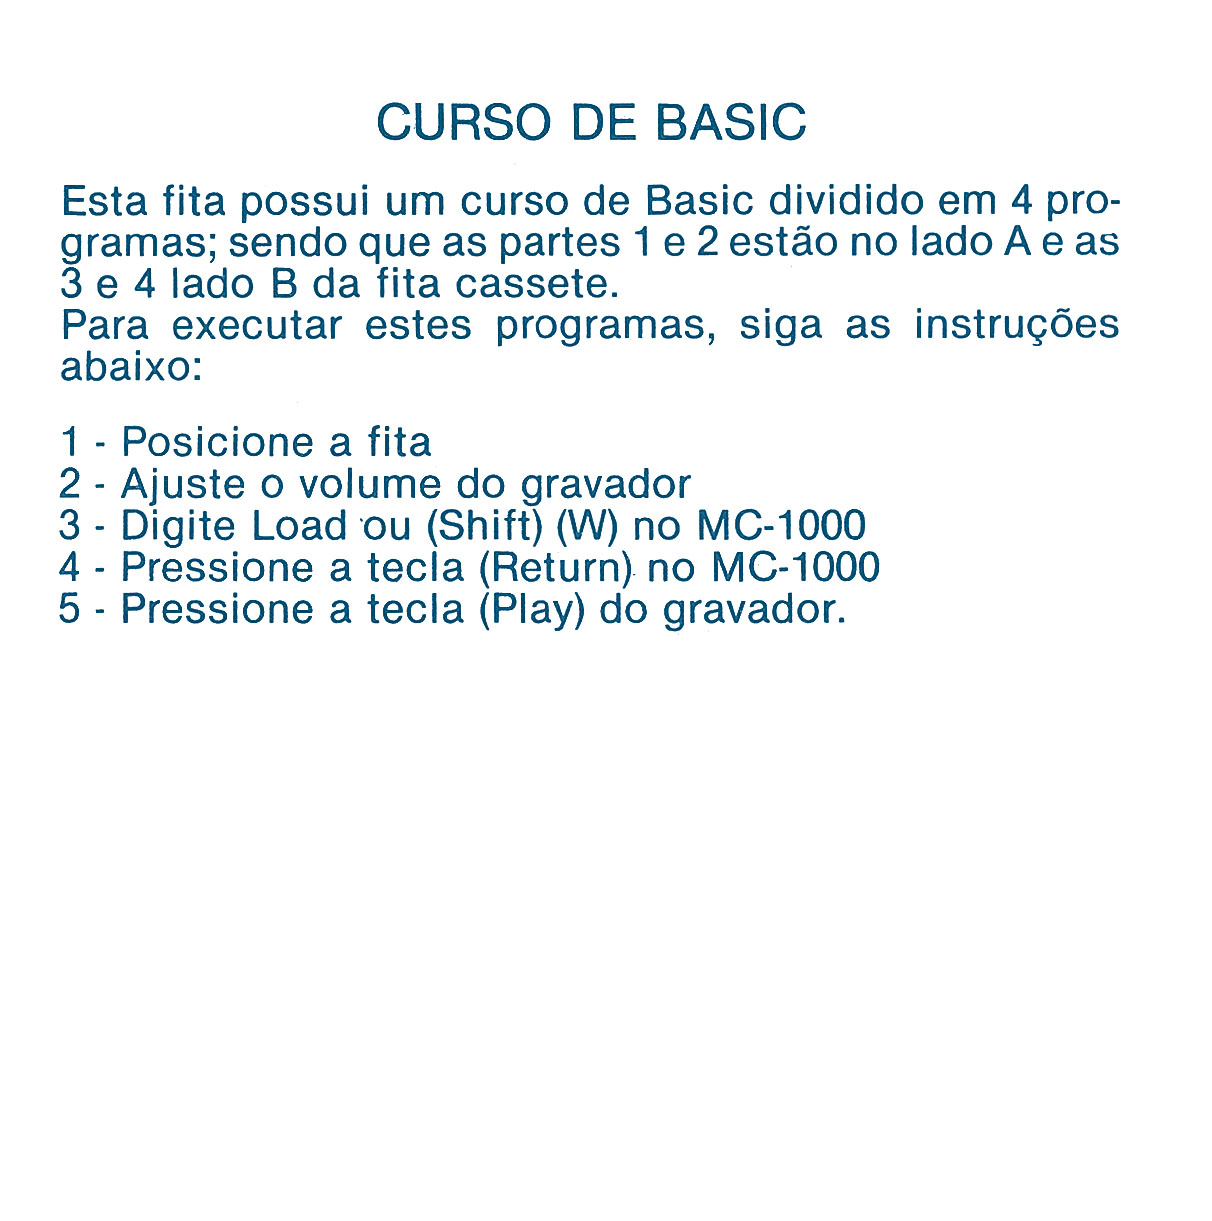 CURSO DE BASIC
Esta fita possui um curso de Basic dividido em 4 pro-
gramas; sendo que as partes 1 e 2 estão no lado A e as
3 e 4 lado B da fita cassete.
Para executar estes programas, siga as instruções
abaixo:
1 - Posicione a fita
2 - Ajuste o volume do gravador
3 - Digite Load ou (Shift) (W) no MC-1000
4 - Pressione a tecla (Return) no MC-1000
5 - Pressione a tecla (Play) do gravador.